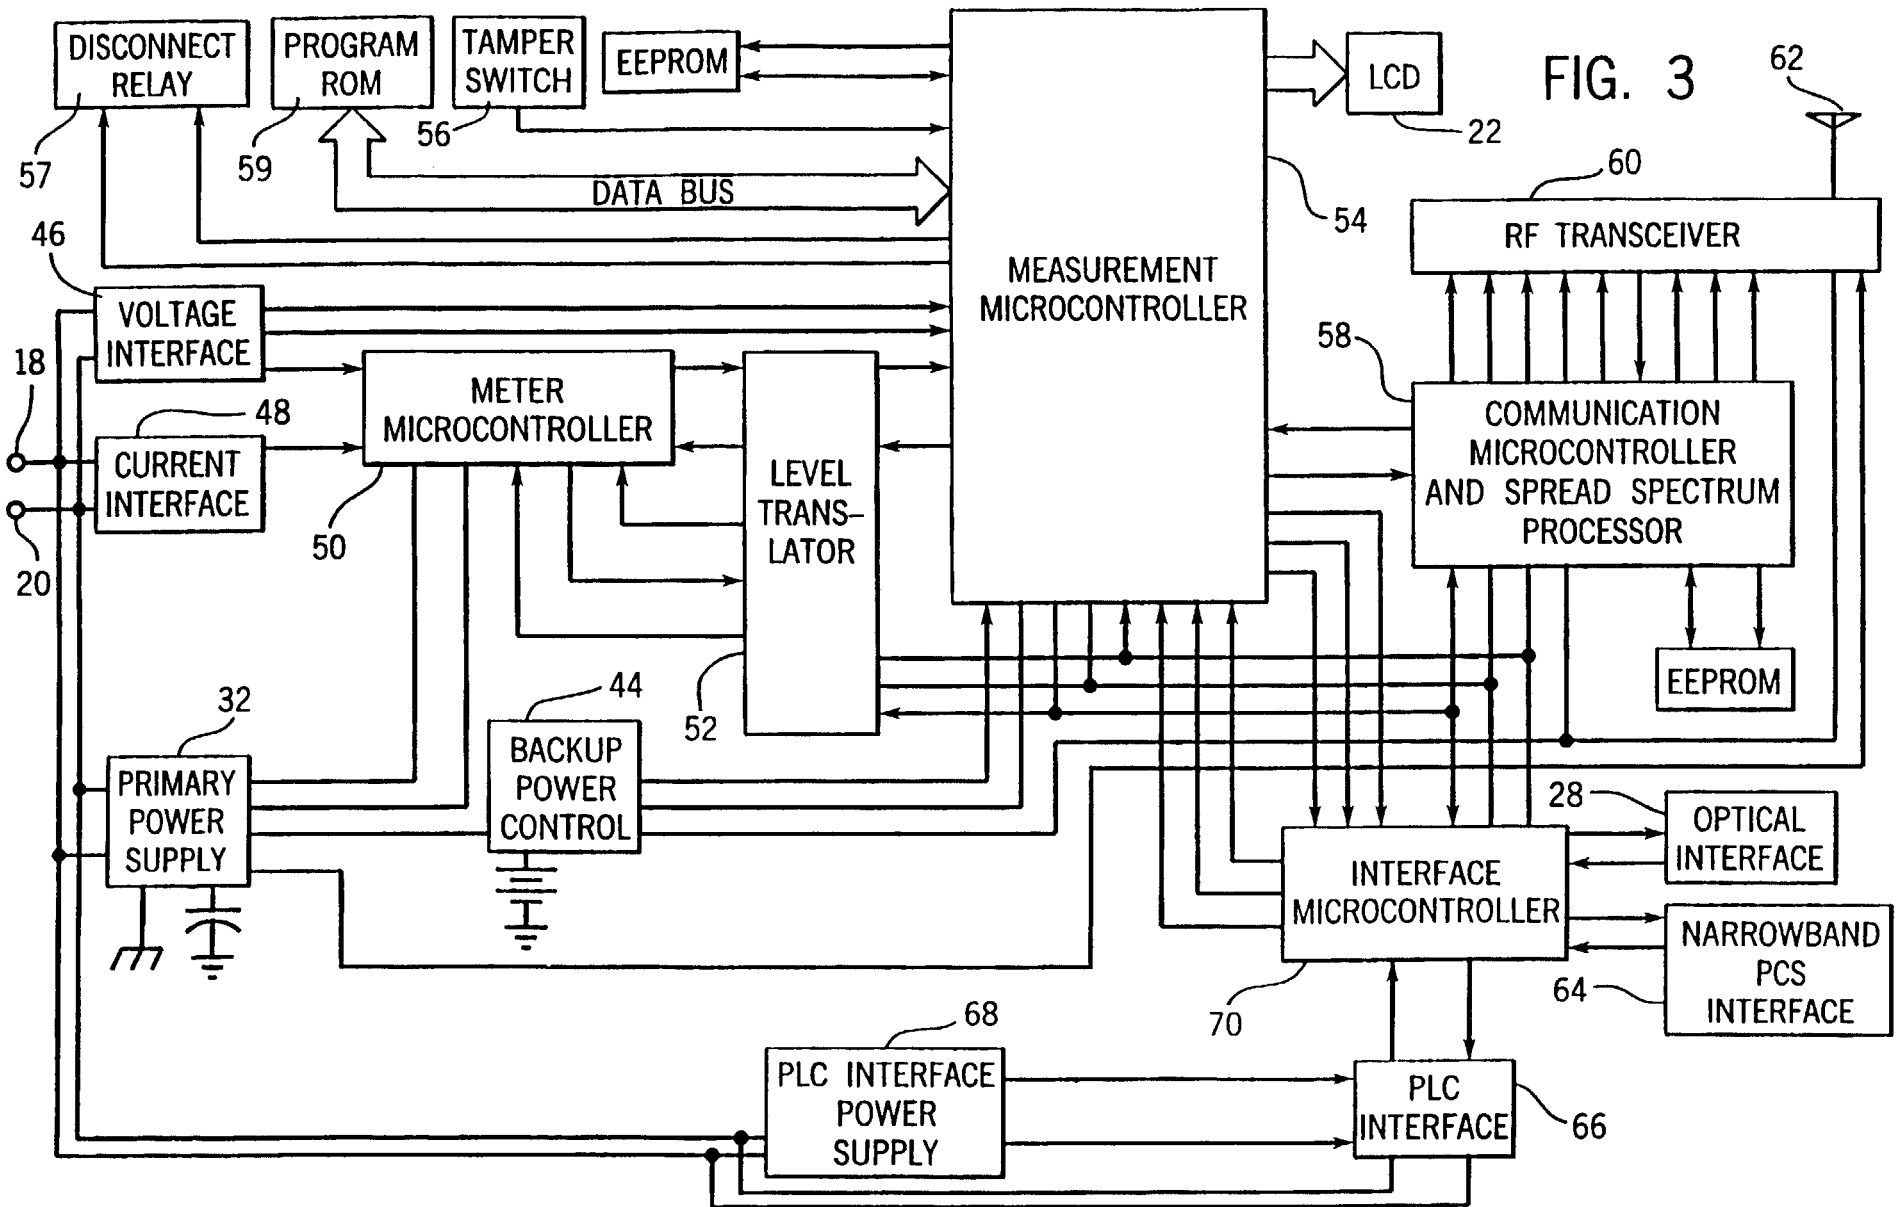 DISCONNECT
RELAY
57
PROGRAM
ROM
59
TAMPER
SWITCH
56
EEPROM
LCD
22
FIG. 3
62
60
RF TRANSCEIVER
DATA BUS
54
MEASUREMENT
MICROCONTROLLER
46
VOLTAGE
INTERFACE
18
48
CURRENT
INTERFACE
20
METER
MICROCONTROLLER
50
LEVEL
TRANS–
LATOR
52
58
COMMUNICATION
MICROCONTROLLER
AND SPREAD SPECTRUM
PROCESSOR
EEPROM
32
PRIMARY
POWER
SUPPLY
44
BACKUP
POWER
CONTROL
28
OPTICAL
INTERFACE
INTERFACE
MICROCONTROLLER
70
NARROWBAND
PCS
INTERFACE
64
68
PLC INTERFACE
POWER
SUPPLY
PLC
INTERFACE
66